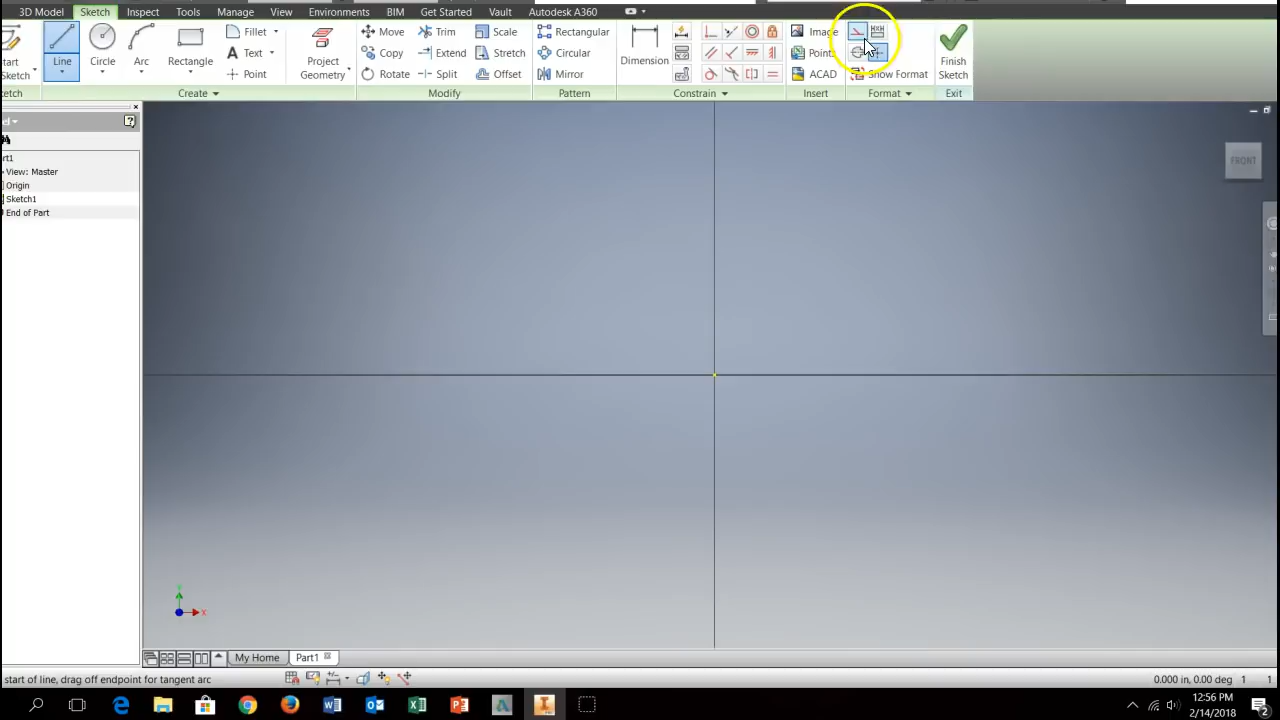 3D Model Sketch Inspect Tools Manage View Environments BIM Get Started Vault Autodesk A360
Fillet Move Trim Scale Rectangular Image
Text Copy Extend Stretch Circular Point
Point Rotate Split Offset Mirror ACAD Show Format
Line Circle Arc Rectangle Project Geometry Dimension Finish Sketch
Sketch
Create Modify Pattern Constrain Insert Format Exit
FRONT
View: Master
Origin
Sketch1
End of Part
Y
X
My Home Part1
start of line, drag off endpoint for tangent arc
0.000 in, 0.00 deg 1 1
12:56 PM
2/14/2018